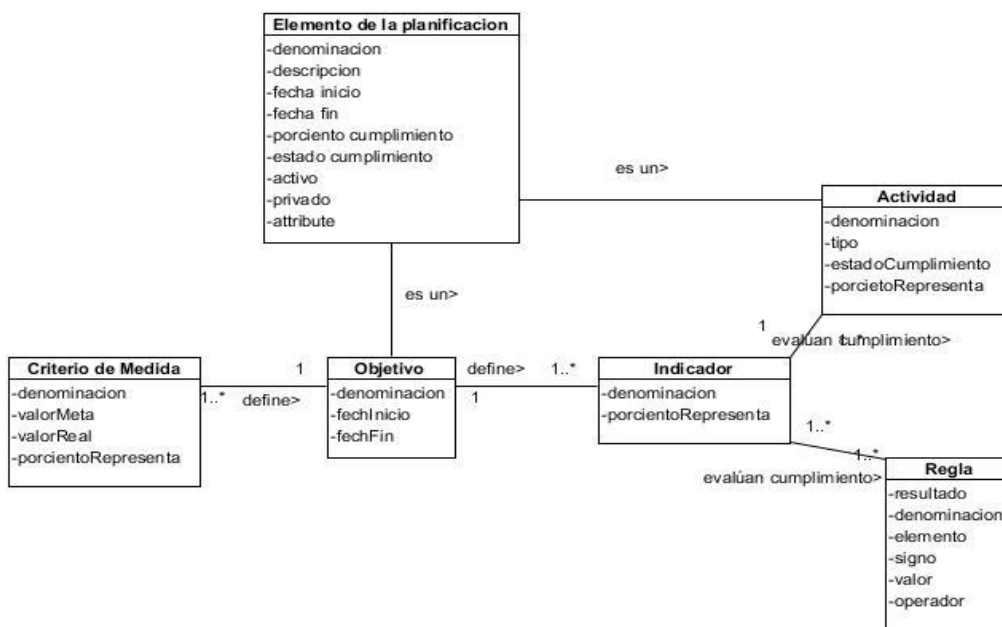 Elemento de la planificacion
-denominacion
-descripcion
-fecha inicio
-fecha fin
-porciento cumplimiento
-estado cumplimiento
-activo
-privado
-attribute
es un>
Actividad
-denominacion
-tipo
-estadoCumplimiento
-porcietoRepresenta
es un>
1
1..*
evalúan cumplimiento>
Criterio de Medida
-denominacion
-valorMeta
-valorReal
-porcientoRepresenta
1
1..*
define>
Objetivo
-denominacion
-fechInicio
-fechFin
define>
1..*
1
Indicador
-denominacion
-porcientoRepresenta
1..*
1..*
evalúan cumplimiento>
Regla
-resultado
-denominacion
-elemento
-signo
-valor
-operador